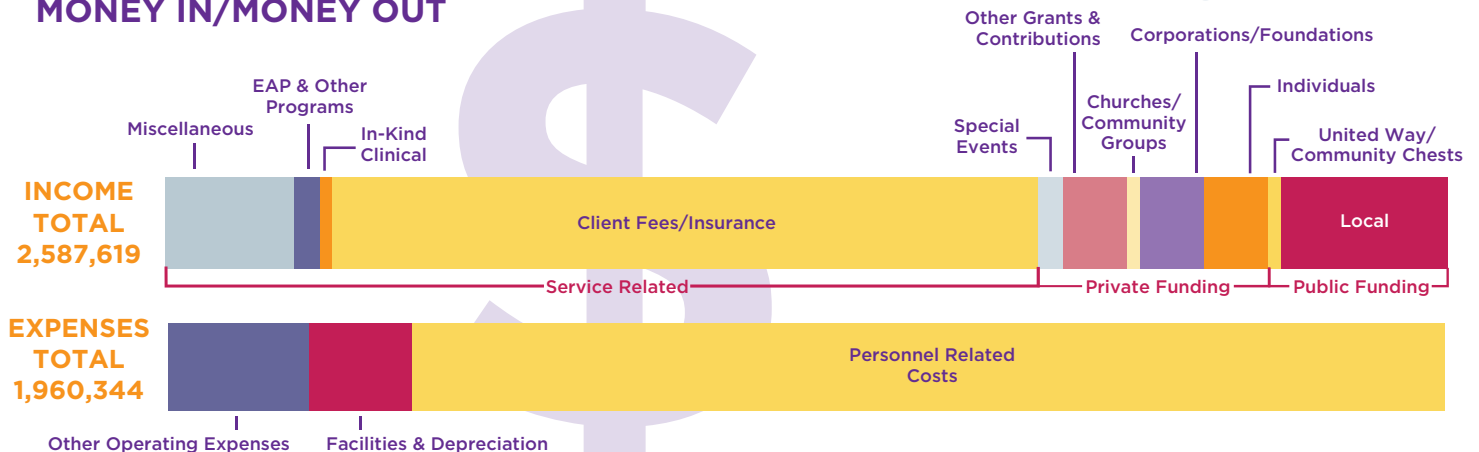 MONEY IN/MONEY OUT
Other Grants &
Contributions
Corporations/Foundations
EAP & Other
Programs
Individuals
Churches/
Community
Groups
Miscellaneous
In-Kind
Clinical
Special
Events
United Way/
Community Chests
INCOME
TOTAL
2,587,619
Client Fees/Insurance
Local
Service Related
Private Funding
Public Funding
EXPENSES
TOTAL
1,960,344
Personnel Related
Costs
Other Operating Expenses
Facilities & Depreciation